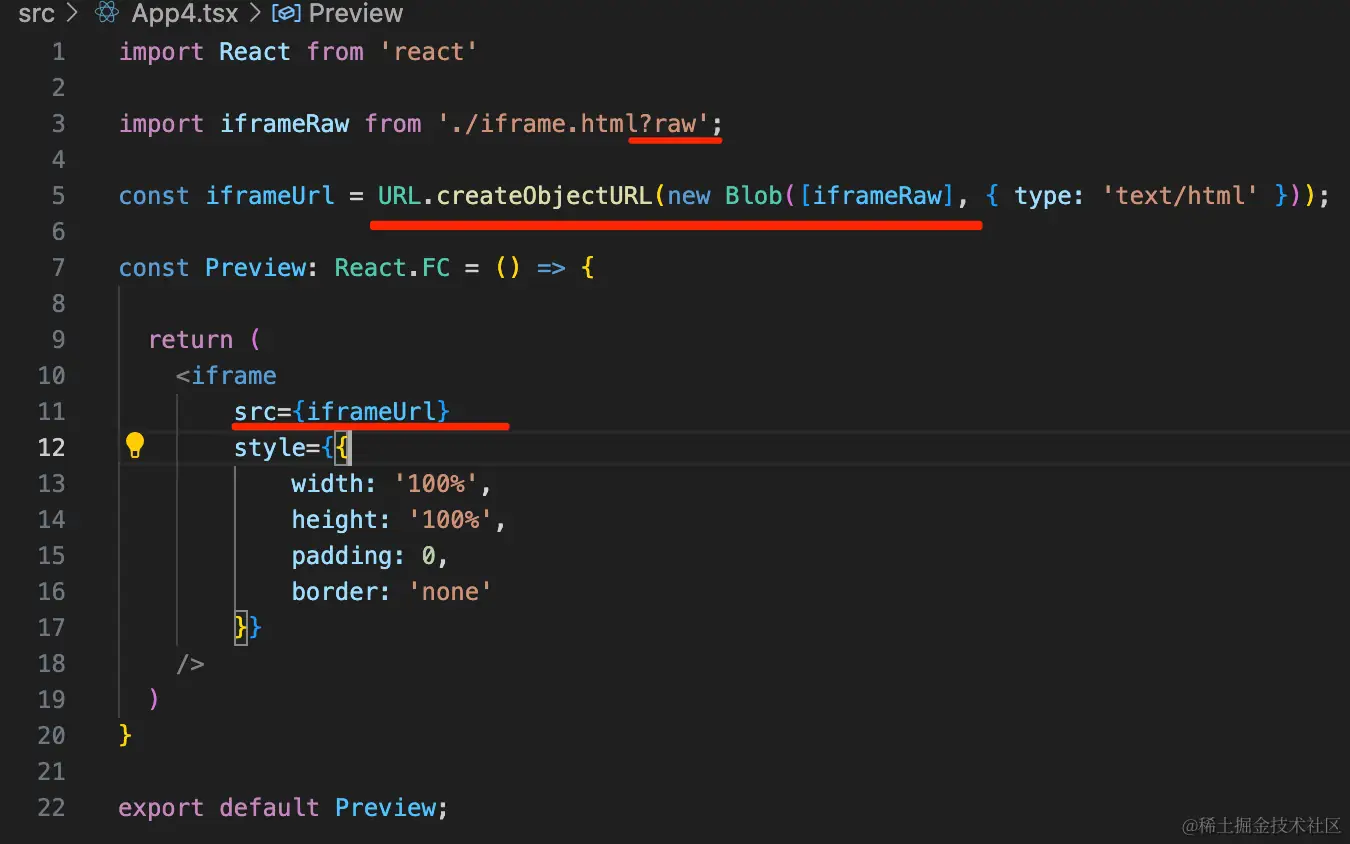 src > App4.tsx > Preview
1 import React from 'react'
2
3 import iframeRaw from './iframe.html?raw';
4
5 const iframeUrl = URL.createObjectURL(new Blob([iframeRaw], { type: 'text/html' }));
6
7 const Preview: React.FC = () => {
8
9 return (
10 <iframe
11 src={iframeUrl}
12 style={{
13 width: '100%',
14 height: '100%',
15 padding: 0,
16 border: 'none'
17 }}
18 />
19 )
20 }
21
22 export default Preview;
@稀土掘金技术社区